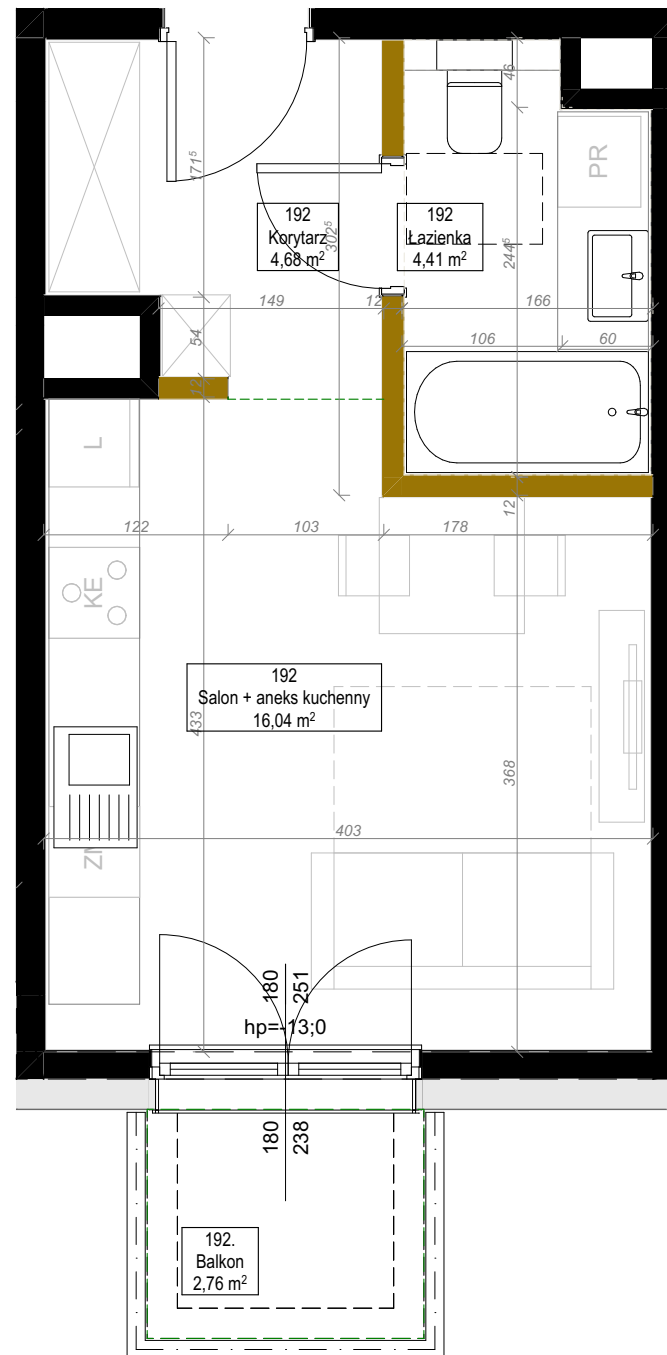 46
171⁵
PR
192
Korytarz
4,68 m²
302⁵
192
Łazienka
4,41 m²
244⁵
149
12
166
54
106
60
12
L
122
103
178
12
KE
192
Salon + aneks kuchenny
16,04 m²
433
368
403
180
251
hp=-13;0
180
238
192.
Balkon
2,76 m²